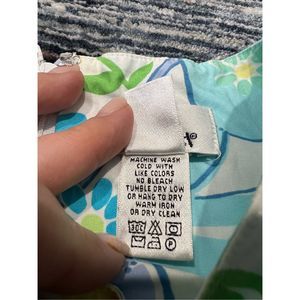 MACHINE WASH
COLD WITH
LIKE COLORS
NO BLEACH
TUMBLE DRY LOW
OR HANG TO DRY
WARM IRON
OR DRY CLEAN